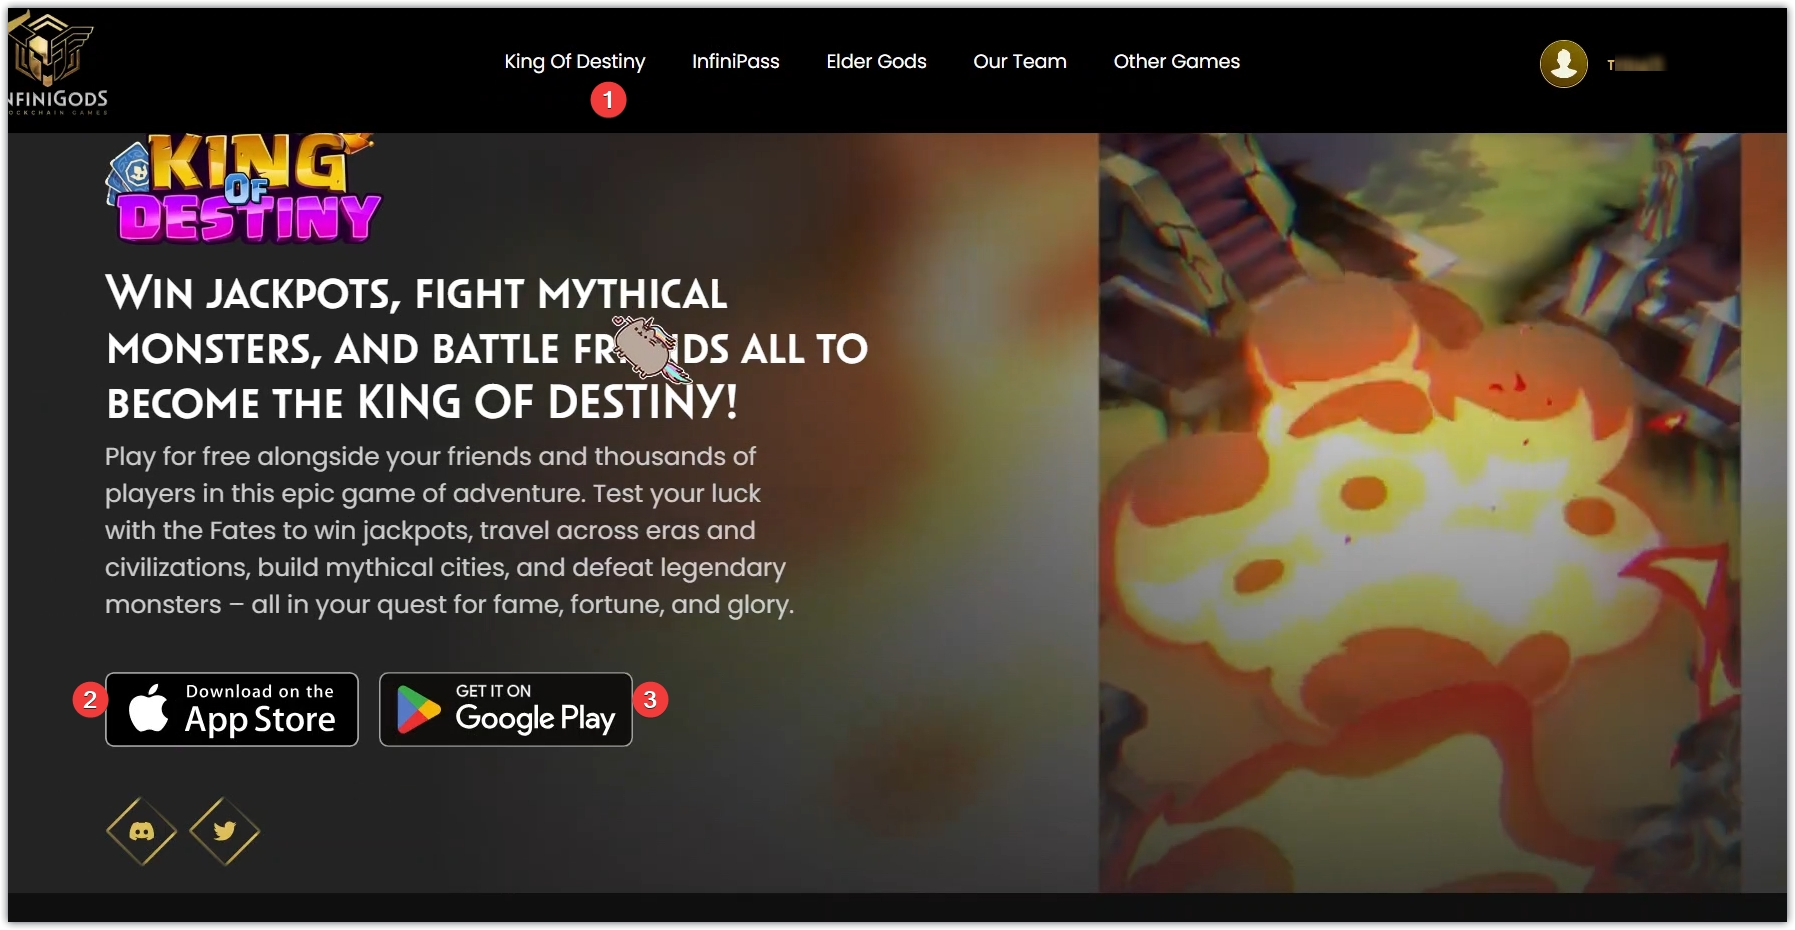 King Of Destiny InfiniPass Elder Gods Our Team Other Games
NFINIGODS
OCKCHAIN GAMES
1
KING
OF
DESTINY
WIN JACKPOTS, FIGHT MYTHICAL
MONSTERS, AND BATTLE FR NDS ALL TO
BECOME THE KING OF DESTINY!
Play for free alongside your friends and thousands of
players in this epic game of adventure. Test your luck
with the Fates to win jackpots, travel across eras and
civilizations, build mythical cities, and defeat legendary
monsters – all in your quest for fame, fortune, and glory.
2
Download on the
App Store
GET IT ON
Google Play
3